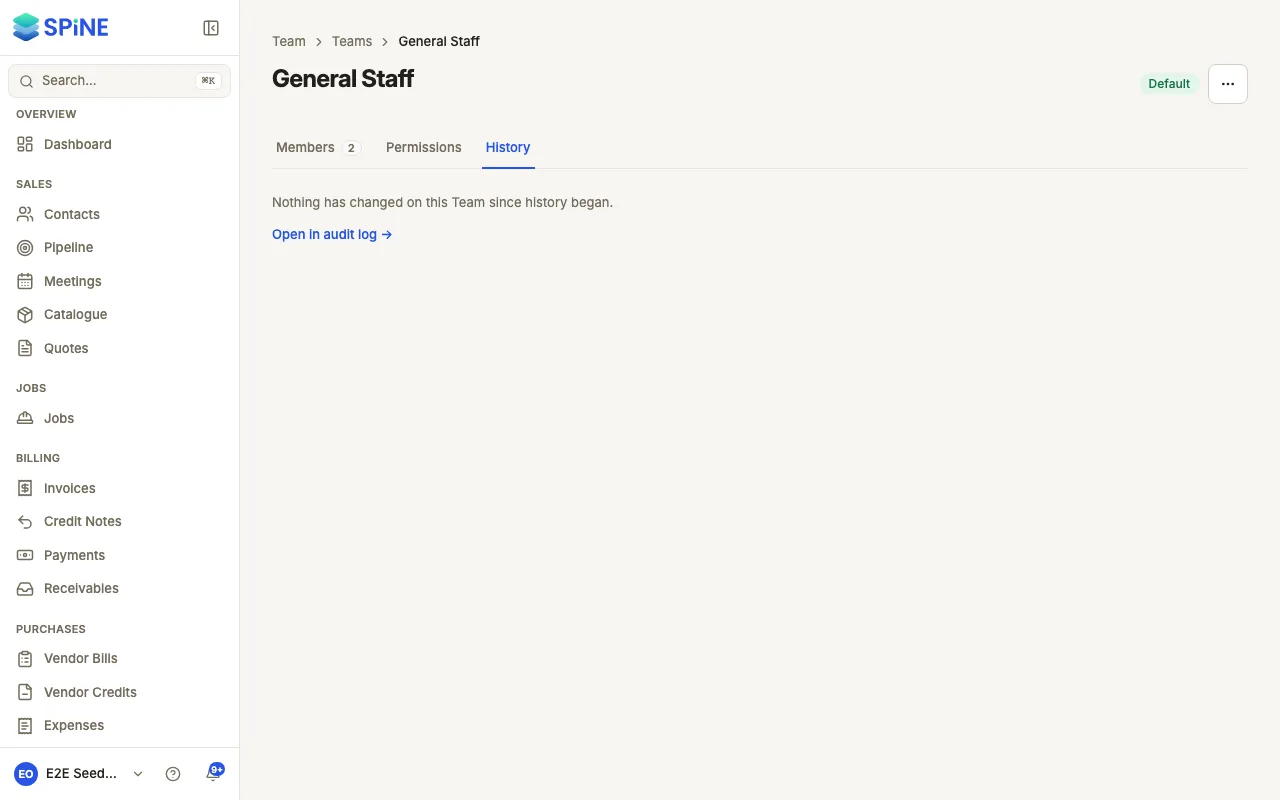 SPiNE
Search...
⌘K
OVERVIEW
Dashboard
SALES
Contacts
Pipeline
Meetings
Catalogue
Quotes
JOBS
Jobs
BILLING
Invoices
Credit Notes
Payments
Receivables
PURCHASES
Vendor Bills
Vendor Credits
Expenses
EO
E2E Seed...
9+
Team > Teams > General Staff
General Staff
Default
Members 2
Permissions
History
Nothing has changed on this Team since history began.
Open in audit log →